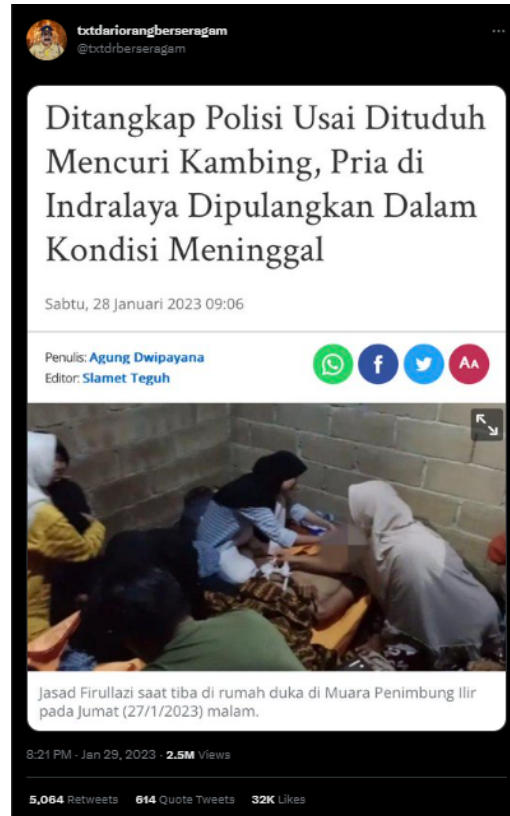 txtdariorangberseragam
@txtdrberseragam
Ditangkap Polisi Usai Dituduh
Mencuri Kambing, Pria di
Indralaya Dipulangkan Dalam
Kondisi Meninggal
Sabtu, 28 Januari 2023 09:06
Penulis: Agung Dwipayana
Editor: Slamet Teguh
AA
Jasad Firullazi saat tiba di rumah duka di Muara Penimbung Ilir
pada Jumat (27/1/2023) malam.
8:21 PM · Jan 29, 2023 · 2.5M Views
5,064 Retweets 614 Quote Tweets 32K Likes